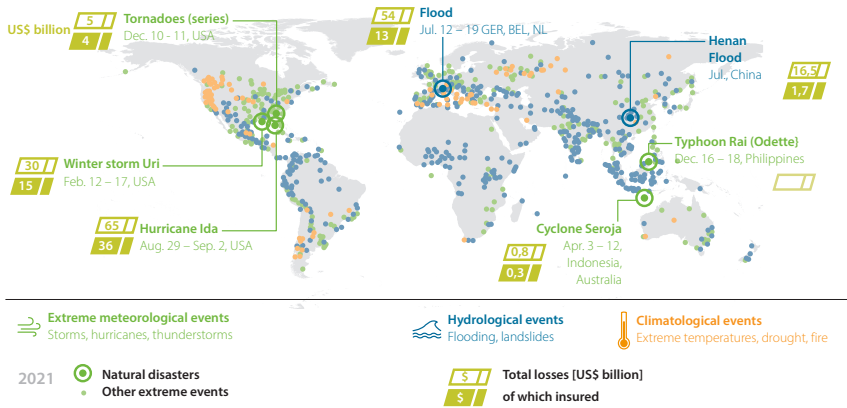 US$ billion
5
4
Tornadoes (series)
Dec. 10 - 11, USA
54
13
Flood
Jul. 12 – 19 GER, BEL, NL
Henan
Flood
Jul., China
16,5
1,7
30
15
Winter storm Uri
Feb. 12 – 17, USA
Typhoon Rai (Odette)
Dec. 16 – 18, Philippines
65
36
Hurricane Ida
Aug. 29 – Sep. 2, USA
0,8
0,3
Cyclone Seroja
Apr. 3 – 12,
Indonesia,
Australia
Extreme meteorological events
Storms, hurricanes, thunderstorms
Hydrological events
Flooding, landslides
Climatological events
Extreme temperatures, drought, fire
2021
Natural disasters
Other extreme events
$
$
Total losses [US$ billion]
of which insured